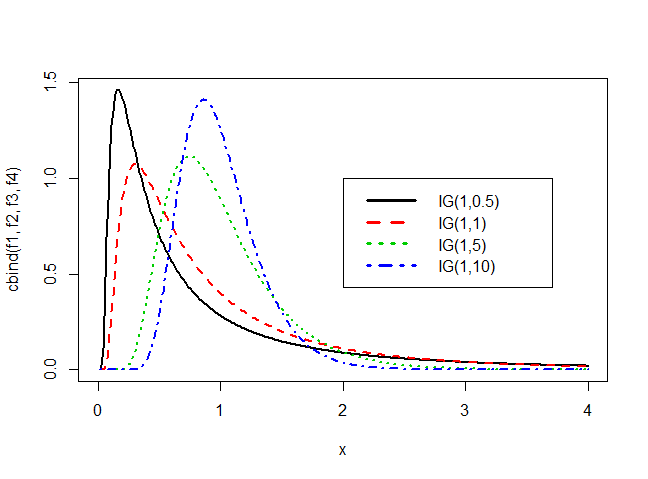 cbind(f1, f2, f3, f4)
1.5
1.0
0.5
0.0
IG(1,0.5)
IG(1,1)
IG(1,5)
IG(1,10)
0 1 2 3 4
x